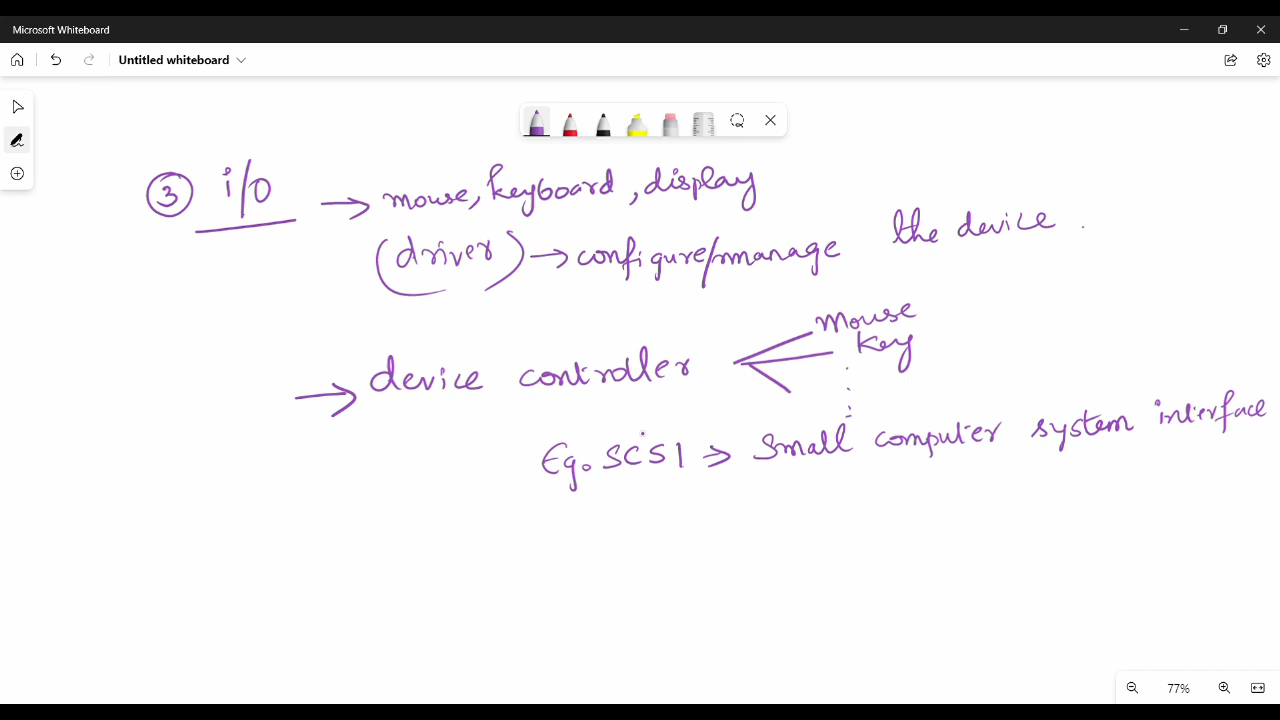 Microsoft Whiteboard
Untitled whiteboard
3 i/o → mouse, keyboard, display
(driver) → configure/manage the device.
→ device controller mouse
key
Eg. SCSI → Small computer system interface
77%